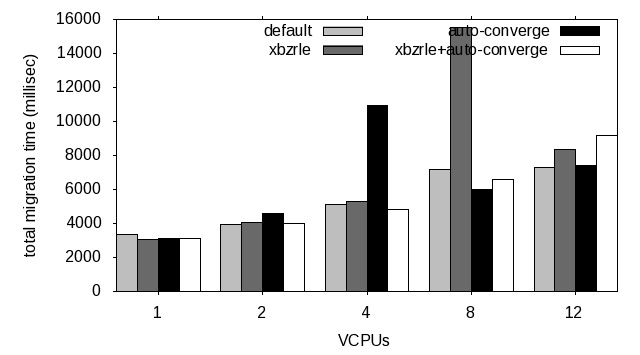 16000
14000
12000
10000
8000
6000
4000
2000
0
total migration time (millisec)
default
xbzrle
auto-converge
xbzrle+auto-converge
1 2 4 8 12
VCPUs